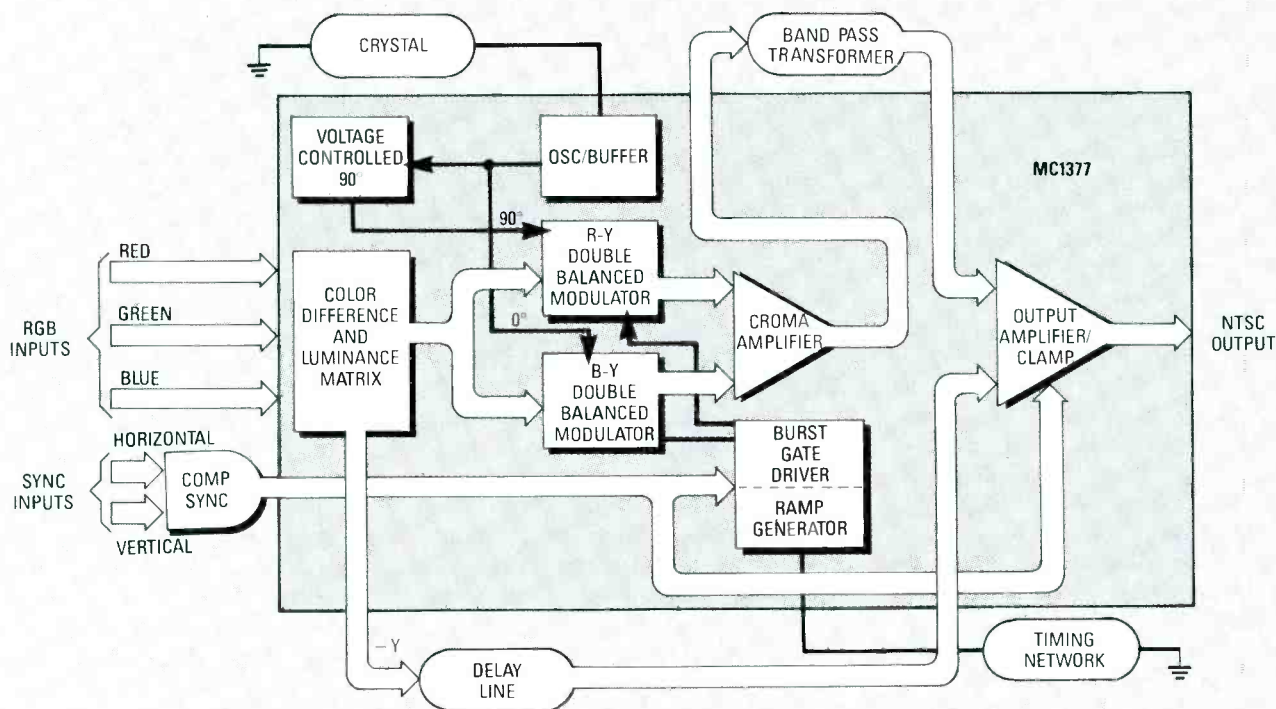 CRYSTAL
BAND PASS
TRANSFORMER
VOLTAGE
CONTROLLED
90°
OSC/BUFFER
MC1377
90°
R-Y
DOUBLE
BALANCED
MODULATOR
RED
GREEN
BLUE
RGB
INPUTS
COLOR
DIFFERENCE
AND
LUMINANCE
MATRIX
0°
B-Y
DOUBLE
BALANCED
MODULATOR
CROMA
AMPLIFIER
OUTPUT
AMPLIFIER/
CLAMP
NTSC
OUTPUT
HORIZONTAL
SYNC
INPUTS
VERTICAL
COMP
SYNC
BURST
GATE
DRIVER
RAMP
GENERATOR
-Y
DELAY
LINE
TIMING
NETWORK